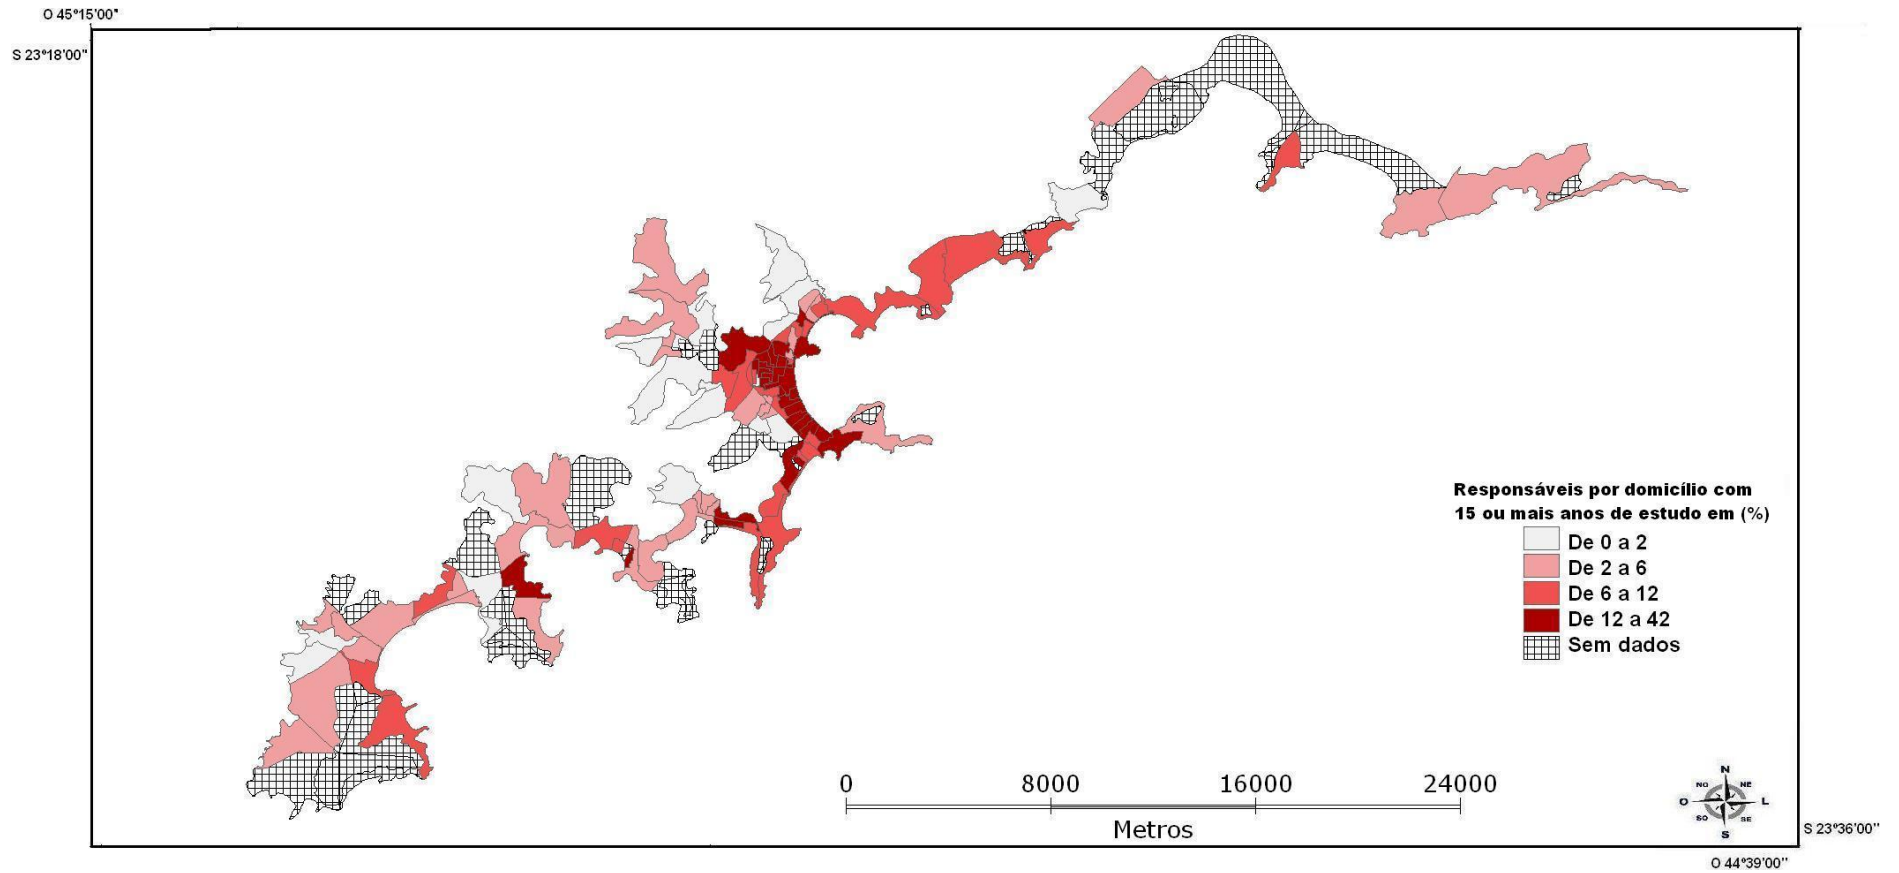 O 45°15'00''
S 23°18'00''
Responsáveis por domicílio com
15 ou mais anos de estudo em (%)
De 0 a 2
De 2 a 6
De 6 a 12
De 12 a 42
Sem dados
0 8000 16000 24000
Metros
N
NO NE
O L
SO SE
S
S 23°36'00''
O 44°39'00''